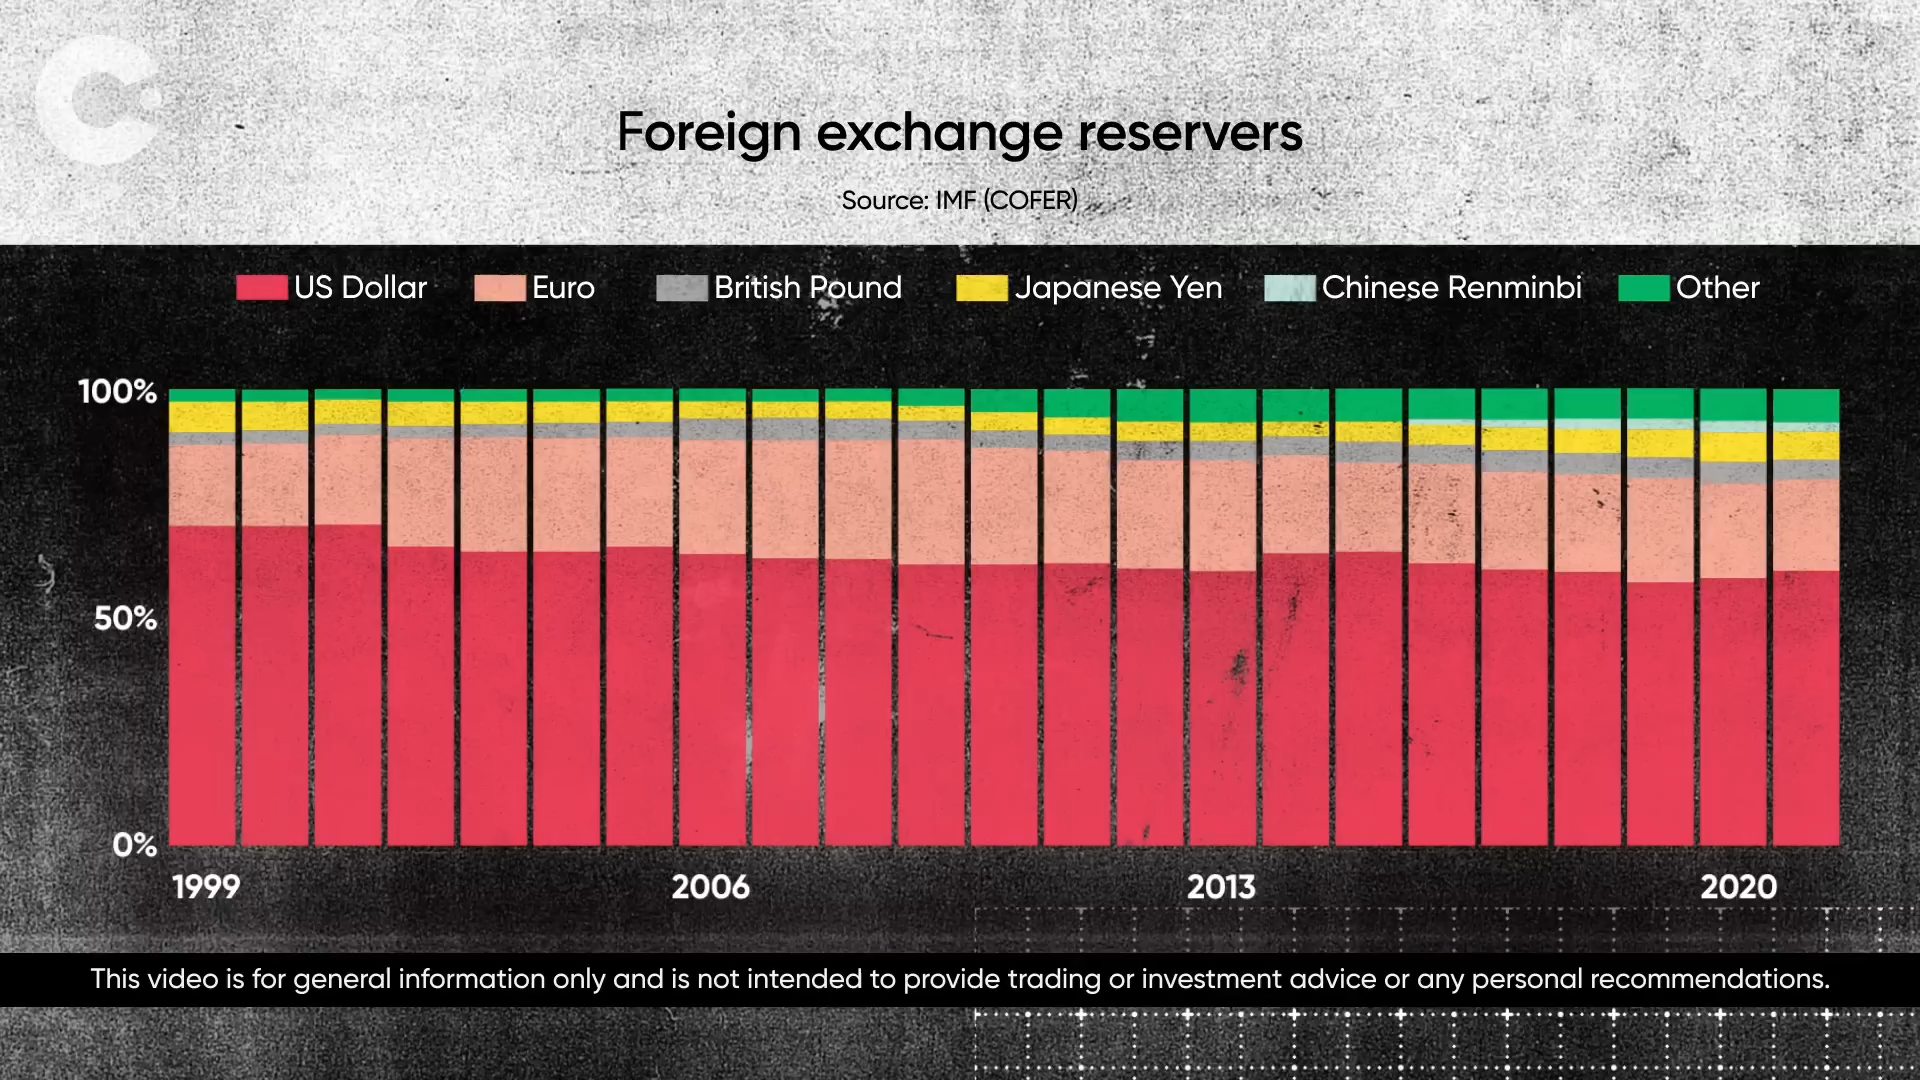 Foreign exchange reservers
Source: IMF (COFER)
US Dollar Euro British Pound Japanese Yen Chinese Renminbi Other
100%
50%
0%
1999 2006 2013 2020
This video is for general information only and is not intended to provide trading or investment advice or any personal recommendations.